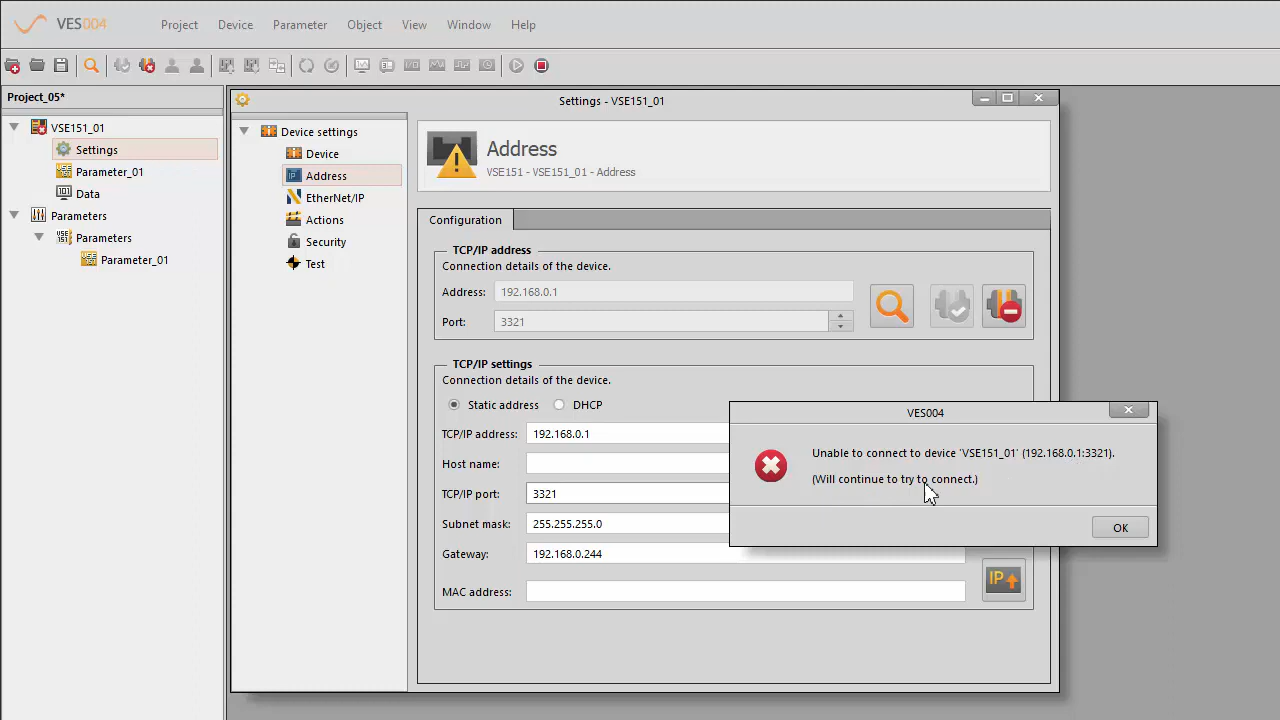 VES004
Project Device Parameter Object View Window Help
Project_05*
VSE151_01
Settings
Parameter_01
Data
Parameters
Parameters
Parameter_01
Settings - VSE151_01
Device settings
Device
Address
EtherNet/IP
Actions
Security
Test
Address
VSE151 - VSE151_01 - Address
Configuration
TCP/IP address
Connection details of the device.
Address: 192.168.0.1
Port: 3321
TCP/IP settings
Connection details of the device.
Static address DHCP
TCP/IP address: 192.168.0.1
Host name:
TCP/IP port: 3321
Subnet mask: 255.255.255.0
Gateway: 192.168.0.244
MAC address:
IP
VES004
Unable to connect to device 'VSE151_01' (192.168.0.1:3321).
(Will continue to try to connect.)
OK